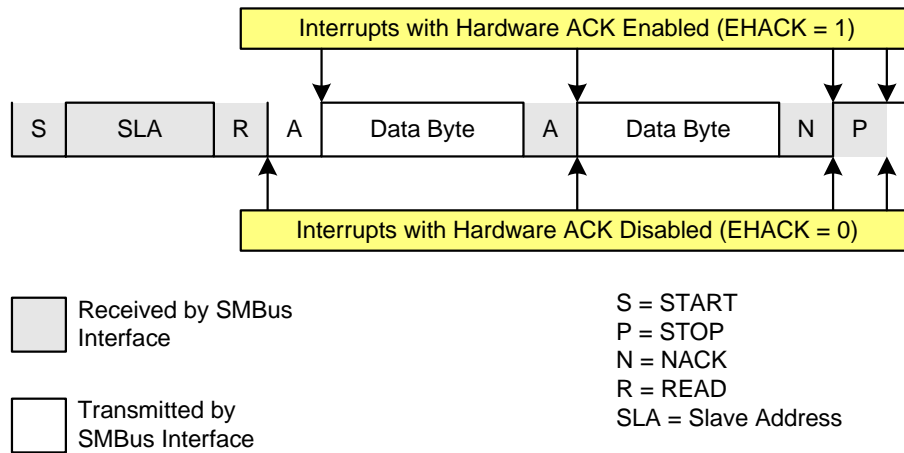 Interrupts with Hardware ACK Enabled (EHACK = 1)
S SLA R A Data Byte A Data Byte N P
Interrupts with Hardware ACK Disabled (EHACK = 0)
Received by SMBus
Interface
Transmitted by
SMBus Interface
S = START
P = STOP
N = NACK
R = READ
SLA = Slave Address